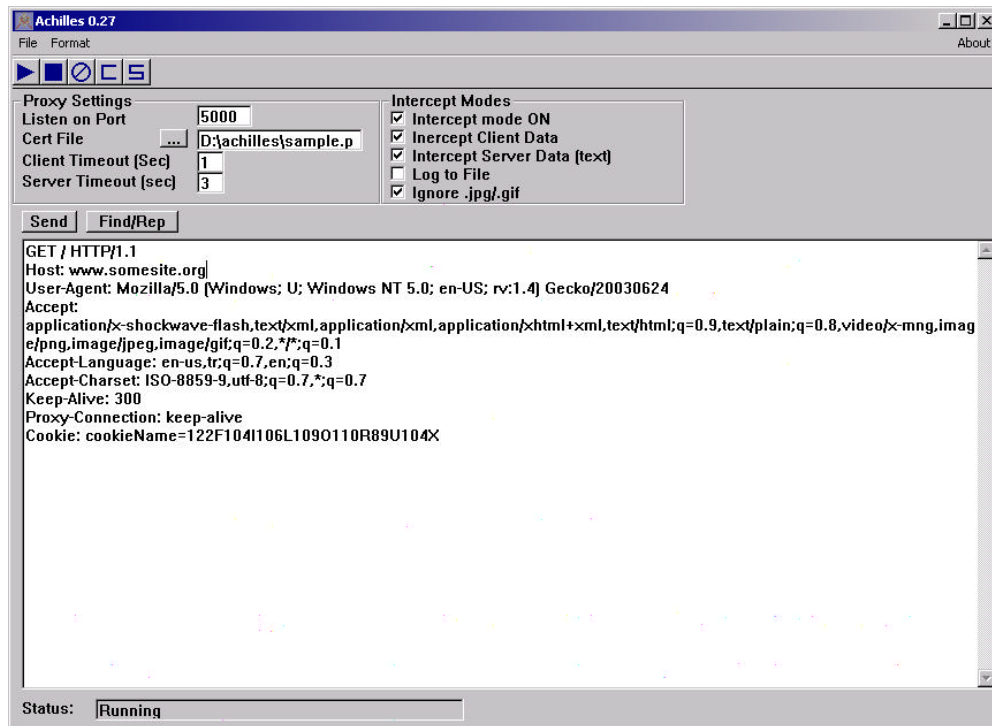 Achilles 0.27
File Format About
Proxy Settings
Listen on Port 5000
Cert File ... D:\achilles\sample.p
Client Timeout (Sec) 1
Server Timeout (sec) 3
Intercept Modes
Intercept mode ON
Inercept Client Data
Intercept Server Data (text)
Log to File
Ignore .jpg/.gif
Send Find/Rep
GET / HTTP/1.1
Host: www.somesite.org
User-Agent: Mozilla/5.0 (Windows; U; Windows NT 5.0; en-US; rv:1.4) Gecko/20030624
Accept:
application/x-shockwave-flash,text/xml,application/xml,application/xhtml+xml,text/html;q=0.9,text/plain;q=0.8,video/x-mng,imag
e/png,image/jpeg,image/gif;q=0.2,*/*;q=0.1
Accept-Language: en-us,tr;q=0.7,en;q=0.3
Accept-Charset: ISO-8859-9,utf-8;q=0.7,*;q=0.7
Keep-Alive: 300
Proxy-Connection: keep-alive
Cookie: cookieName=122F104I106L109O110R89U104X
Status: Running